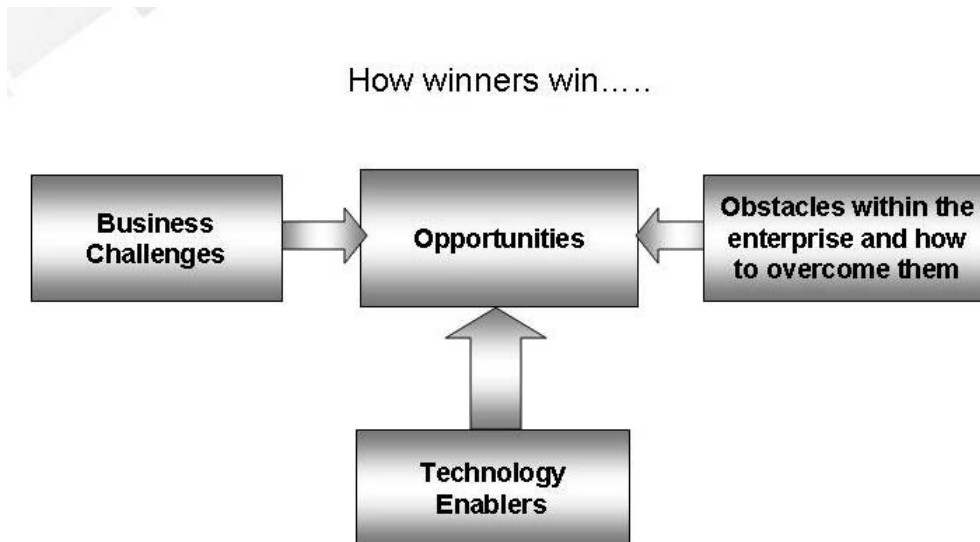 How winners win.....
Business
Challenges
Opportunities
Obstacles within the
enterprise and how
to overcome them
Technology
Enablers